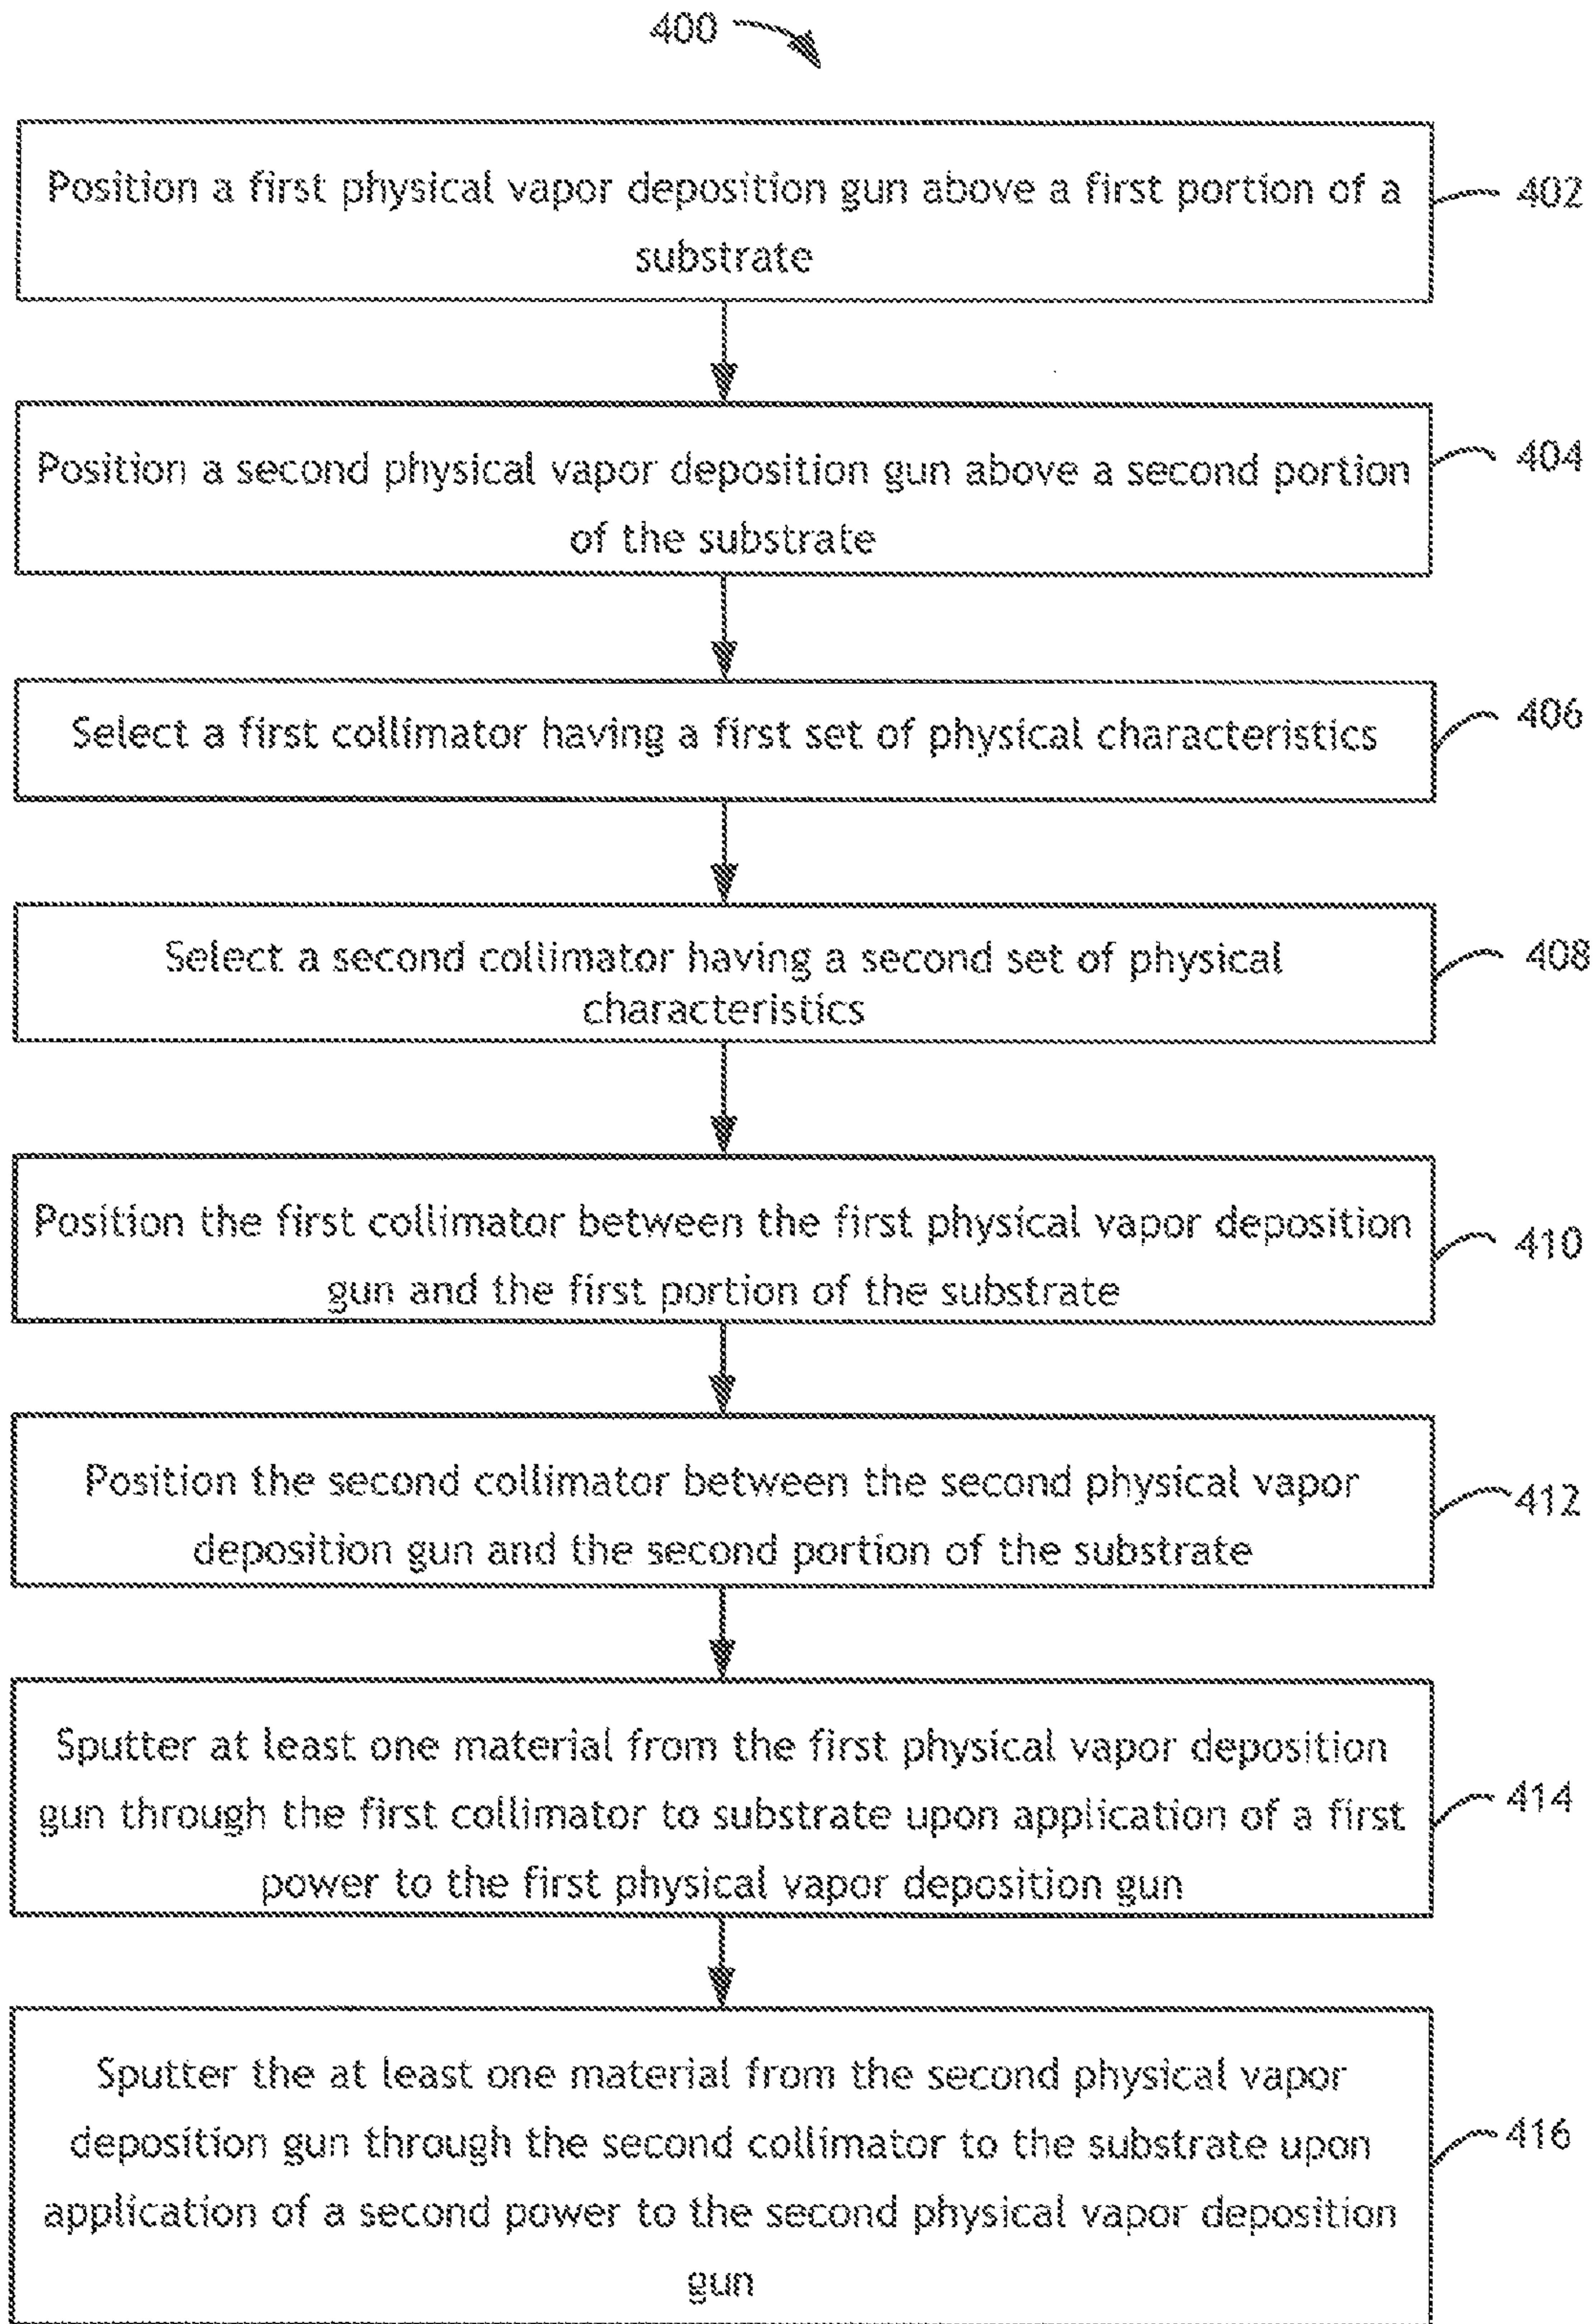 400
Position a first physical vapor deposition gun above a first portion of a
substrate
402
Position a second physical vapor deposition gun above a second portion
of the substrate
404
Select a first collimator having a first set of physical characteristics
406
Select a second collimator having a second set of physical
characteristics
408
Position the first collimator between the first physical vapor deposition
gun and the first portion of the substrate
410
Position the second collimator between the second physical vapor
deposition gun and the second portion of the substrate
412
Sputter at least one material from the first physical vapor deposition
gun through the first collimator to substrate upon application of a first
power to the first physical vapor deposition gun
414
Sputter the at least one material from the second physical vapor
deposition gun through the second collimator to the substrate upon
application of a second power to the second physical vapor deposition
gun
416